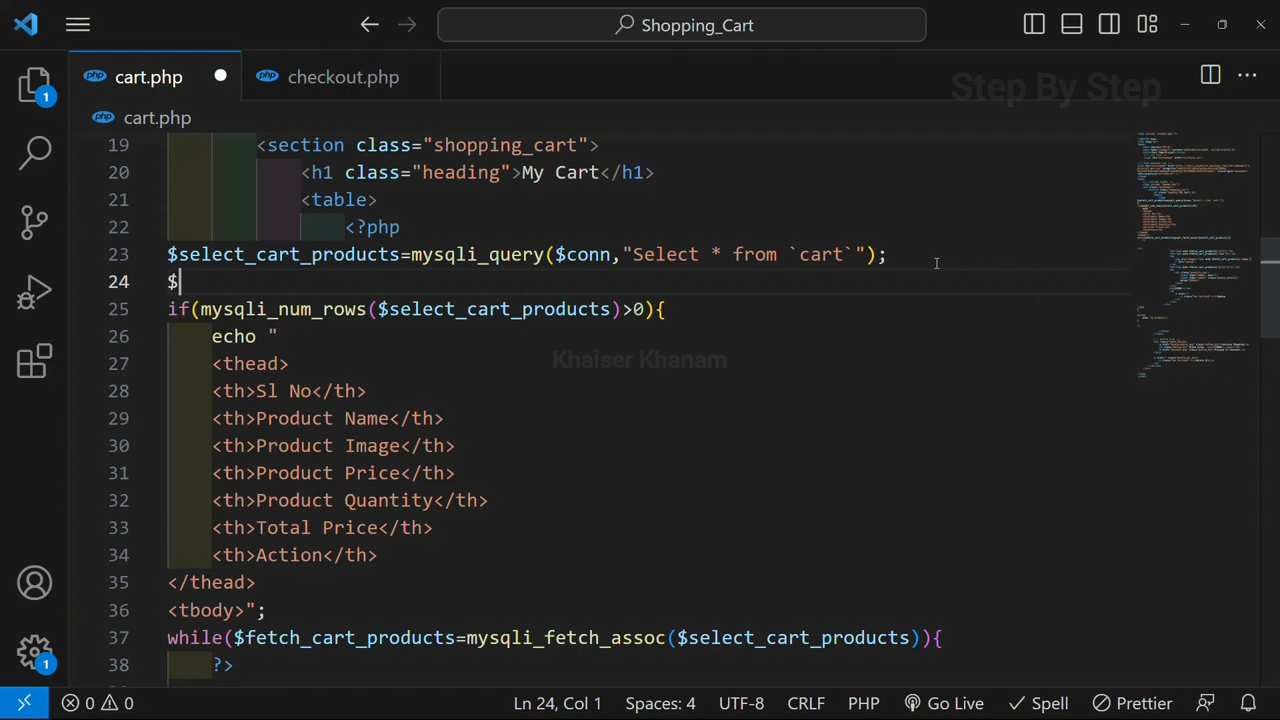 Shopping_Cart
cart.php
checkout.php
Step By Step
cart.php
1
19 <section class="shopping_cart">
20 <h1 class="heading">My Cart</h1>
21 <table>
22 <?php
23 $select_cart_products=mysqli_query($conn,"Select * from `cart`");
24 $
25 if(mysqli_num_rows($select_cart_products)>0){
26 echo "
Khaiser Khanam
27 <thead>
28 <th>Sl No</th>
29 <th>Product Name</th>
30 <th>Product Image</th>
31 <th>Product Price</th>
32 <th>Product Quantity</th>
33 <th>Total Price</th>
34 <th>Action</th>
35 </thead>
36 <tbody>";
37 while($fetch_cart_products=mysqli_fetch_assoc($select_cart_products)){
38 ?>
1
0 0 Ln 24, Col 1 Spaces: 4 UTF-8 CRLF PHP Go Live Spell Prettier